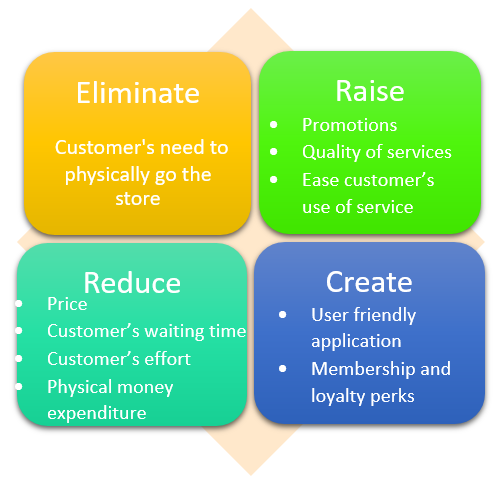 Eliminate
Customer's need to
physically go the
store
Raise
• Promotions
• Quality of services
• Ease customer’s
use of service
Reduce
• Price
• Customer’s waiting time
• Customer’s effort
• Physical money
expenditure
Create
• User friendly
application
• Membership and
loyalty perks